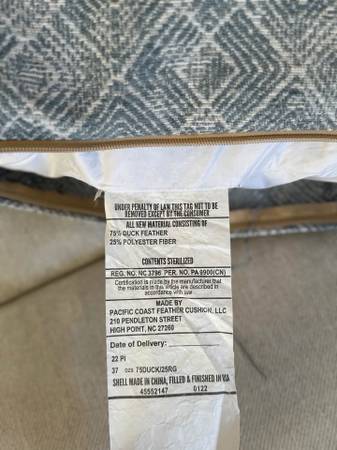 UNDER PENALTY OF LAW THIS TAG NOT TO BE
REMOVED EXCEPT BY THE CONSUMER
ALL NEW MATERIAL CONSISTING OF
75% DUCK FEATHER
25% POLYESTER FIBER
CONTENTS STERILIZED
REG. NO. NC 3796 PER. NO. PA 9900(CN)
Certification is made by the manufacturer that
the materials in this article are described in
accordance with law
MADE BY
PACIFIC COAST FEATHER CUSHION, LLC
210 PENDLETON STREET
HIGH POINT, NC 27260
Date of Delivery:
22 PI
37 OZS 75DUCK/25RG
SHELL MADE IN CHINA, FILLED & FINISHED IN USA
45552147 0122